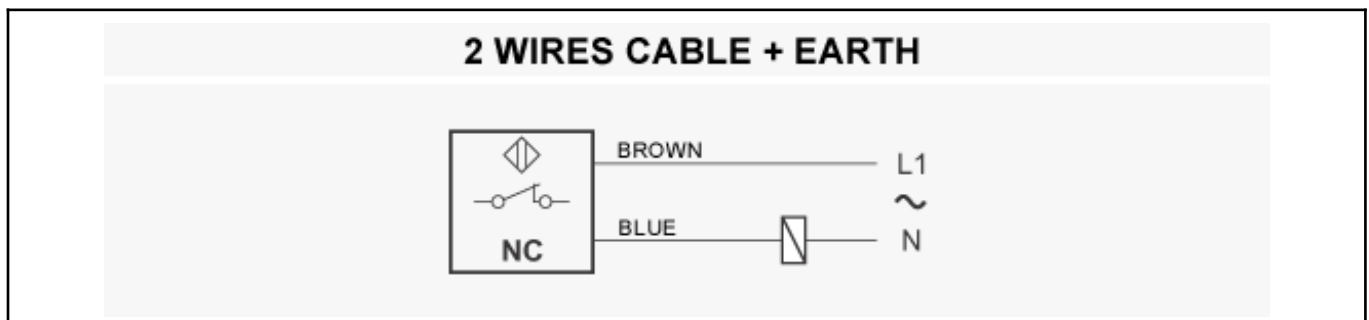 2 WIRES CABLE + EARTH
BROWN
L1
~
BLUE
N
NC